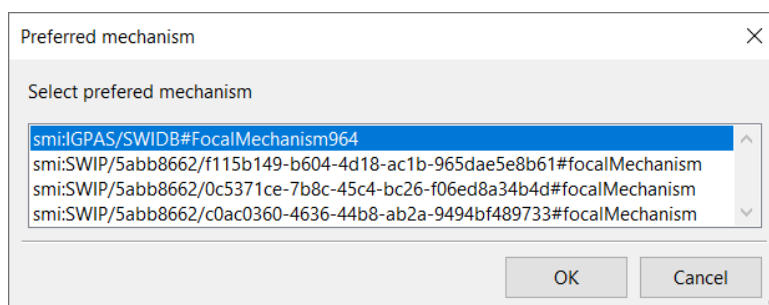 Preferred mechanism
Select prefered mechanism
smi:IGPAS/SWIDB#FocalMechanism964
smi:SWIP/5abb8662/f115b149-b604-4d18-ac1b-965dae5e8b61#focalMechanism
smi:SWIP/5abb8662/0c5371ce-7b8c-45c4-bc26-f06ed8a34b4d#focalMechanism
smi:SWIP/5abb8662/c0ac0360-4636-44b8-ab2a-9494bf489733#focalMechanism
OK Cancel